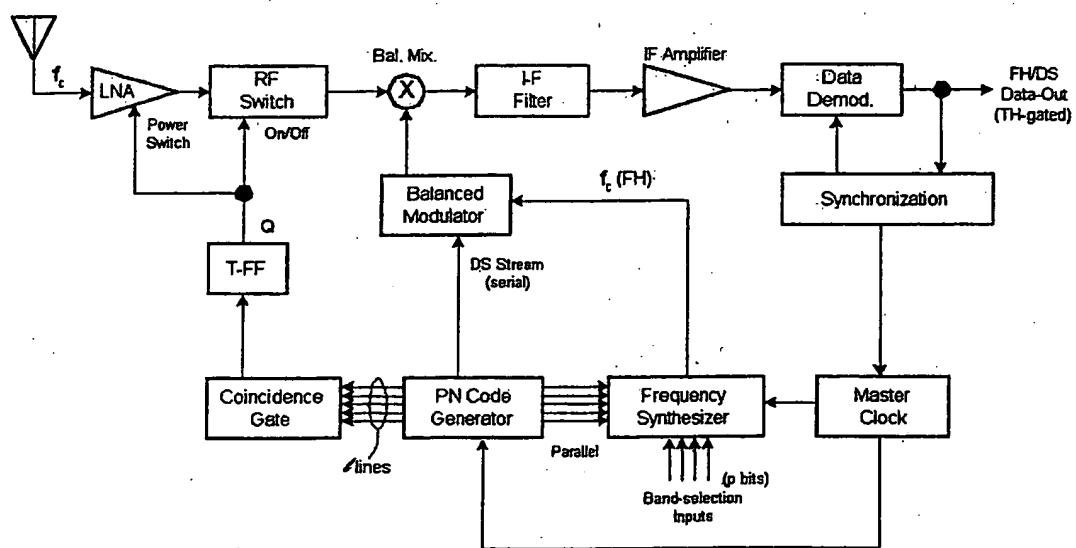 f_c
LNA
Power
Switch
RF
Switch
On/Off
Bal. Mix.
X
I-F
Filter
IF Amplifier
Data
Demod.
FH/DS
Data-Out
(TH-gated)
Synchronization
Balanced
Modulator
f_c (FH)
Q
T-FF
DS Stream
(serial)
Coincidence
Gate
ℓ lines
PN Code
Generator
Parallel
Frequency
Synthesizer
Master
Clock
(p bits)
Band-selection
Inputs